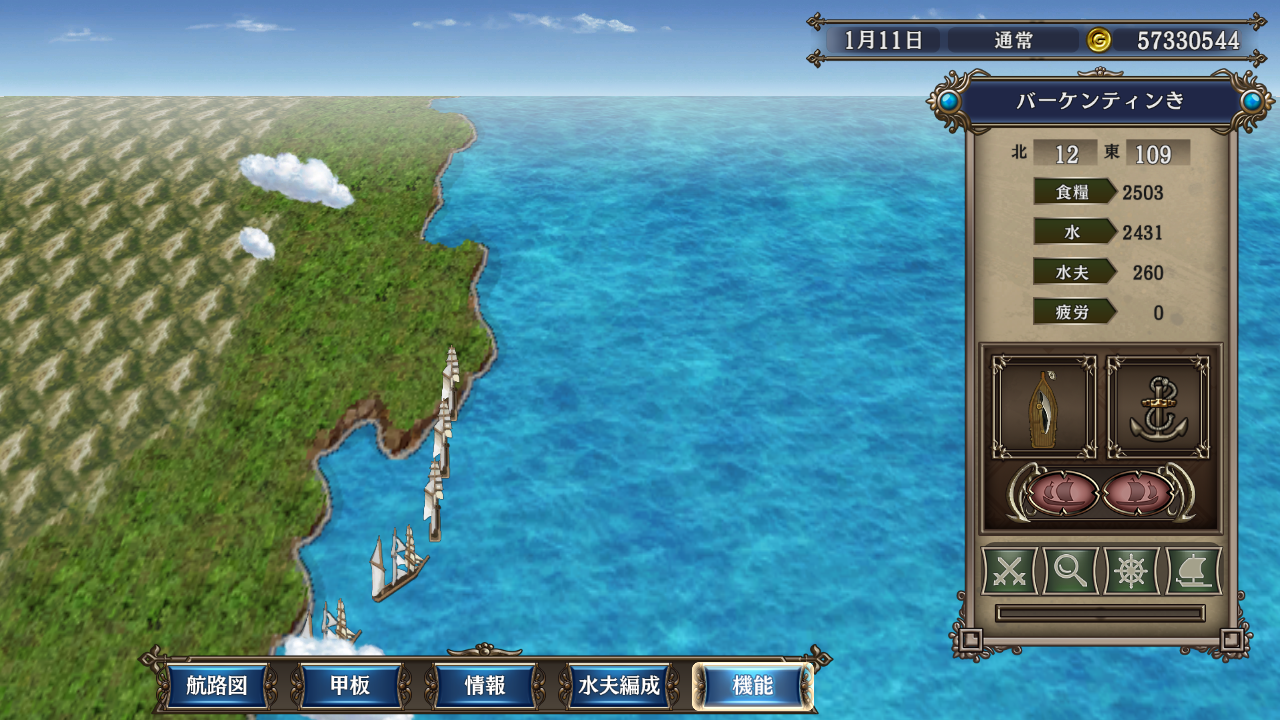 1月11日 通常 G 57330544
バーケンティンき
北 12 東 109
食糧 2503
水 2431
水夫 260
疲労 0
航路図 甲板 情報 水夫編成 機能